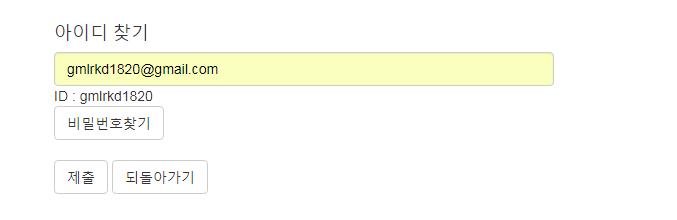 아이디 찾기
gmlrkd1820@gmail.com
ID : gmlrkd1820
비밀번호찾기
제출 되돌아가기